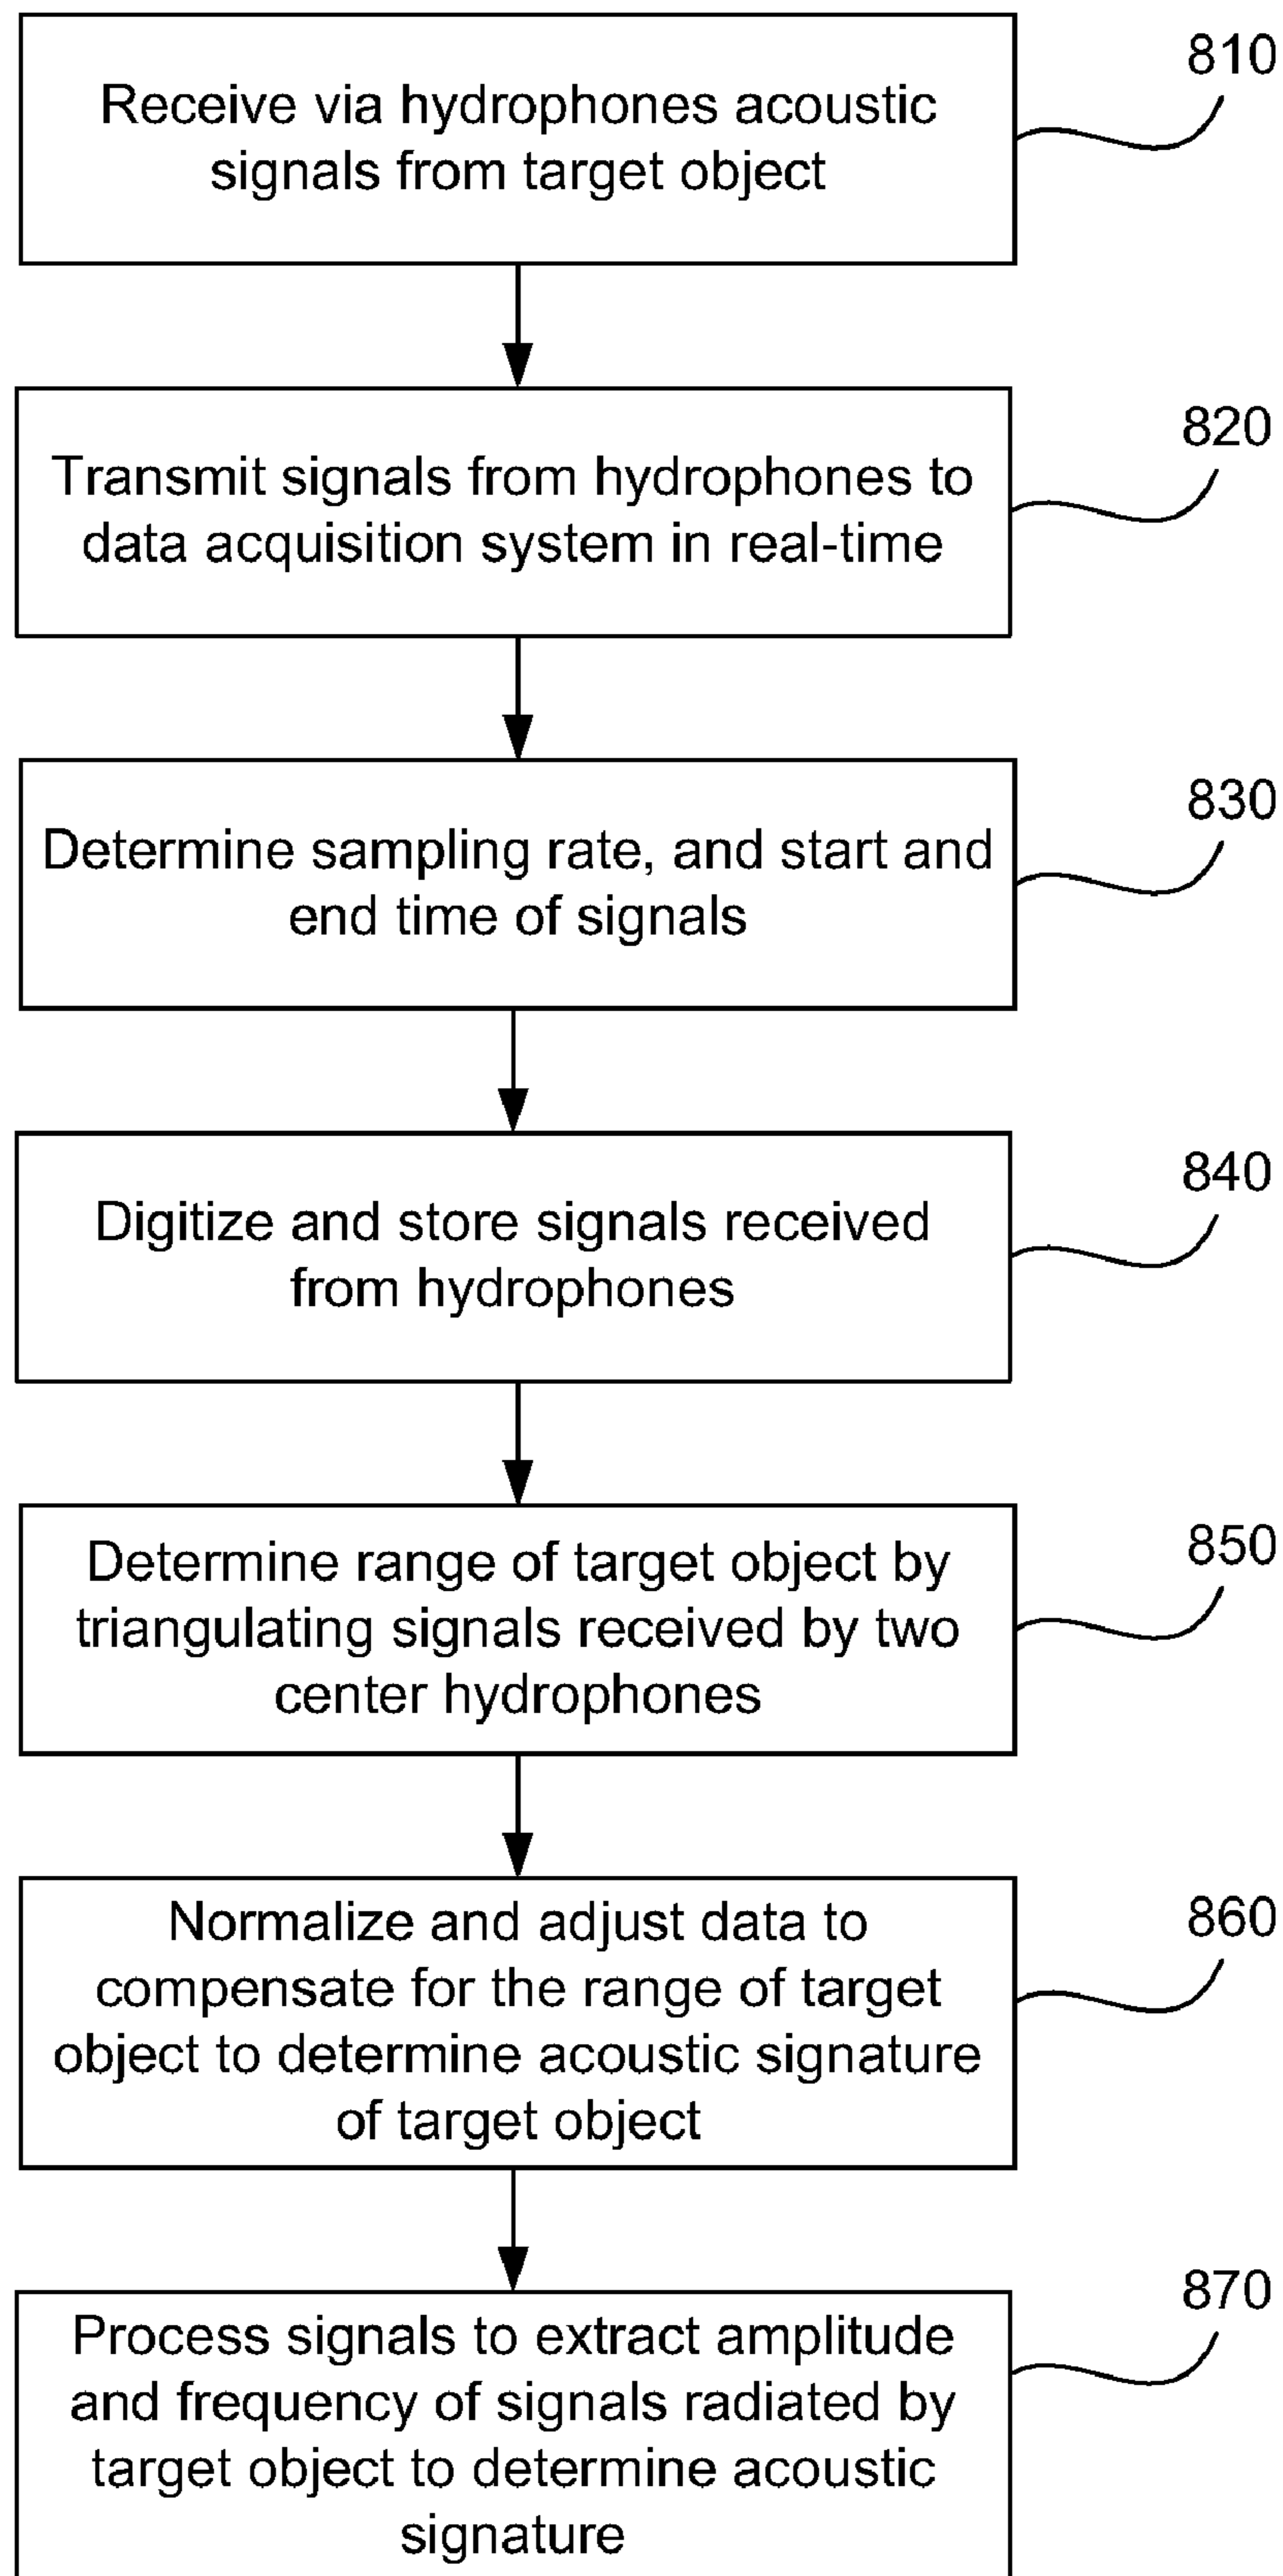 Receive via hydrophones acoustic
signals from target object
810
Transmit signals from hydrophones to
data acquisition system in real-time
820
Determine sampling rate, and start and
end time of signals
830
Digitize and store signals received
from hydrophones
840
Determine range of target object by
triangulating signals received by two
center hydrophones
850
Normalize and adjust data to
compensate for the range of target
object to determine acoustic signature
of target object
860
Process signals to extract amplitude
and frequency of signals radiated by
target object to determine acoustic
signature
870